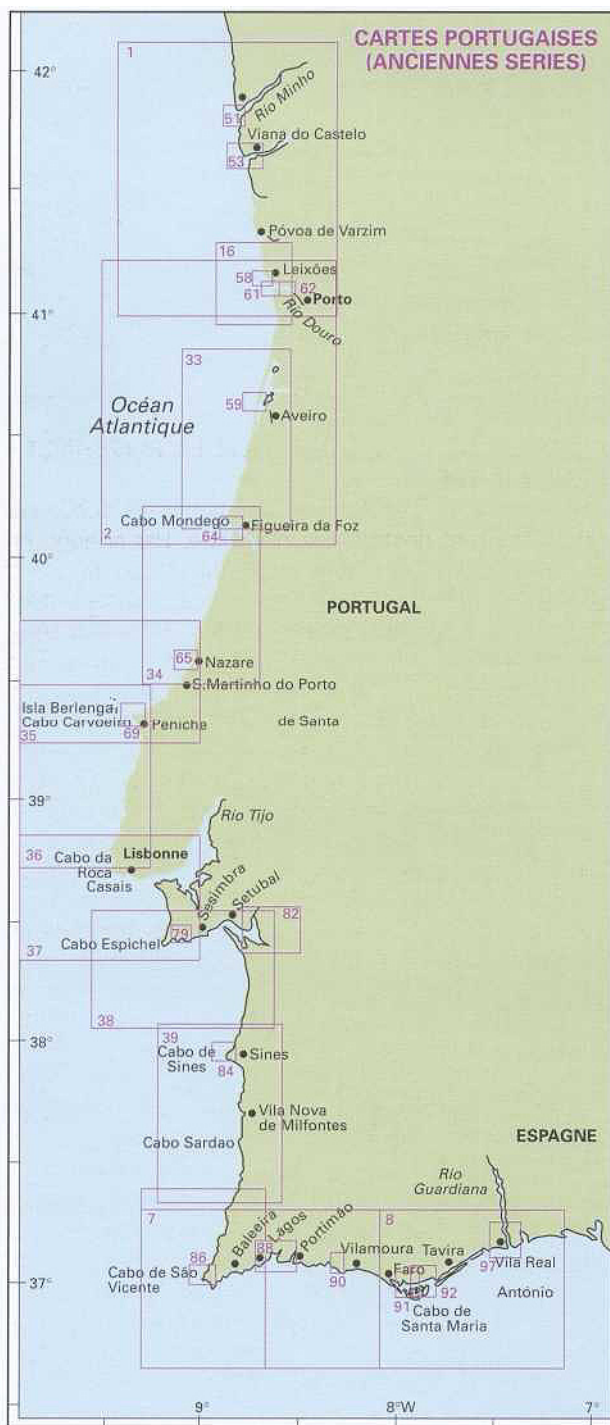 CARTES PORTUGAISES
(ANCIENNES SERIES)
1
42°
Rio Minho
51
Viana do Castelo
53
Póvoa de Varzim
16
Leixões
58
61
62
Porto
41°
Rio Douro
33
Océan
Atlantique
59
Aveiro
Cabo Mondego
Figueira da Foz
2
64
40°
PORTUGAL
65
Nazare
34
S.Martinho do Porto
Isla Berlenga
Cabo Carvoeiro
69
Peniche
de Santa
35
39°
Rio Tijo
36
Lisbonne
Cabo da
Roca
Casais
Sesimbra
Setubal
82
79
Cabo Espichel
37
38
39
38°
Cabo de
Sines
84
Sines
Vila Nova
de Milfontes
Cabo Sardao
ESPAGNE
Rio
Guardiana
7
8
Baleeira
Lagos
Portimão
86
88
Vilamoura
Tavira
97
Vila Real
37°
Cabo de São
Vicente
90
Faro
António
91
92
Cabo de
Santa Maria
9°
8°W
7°